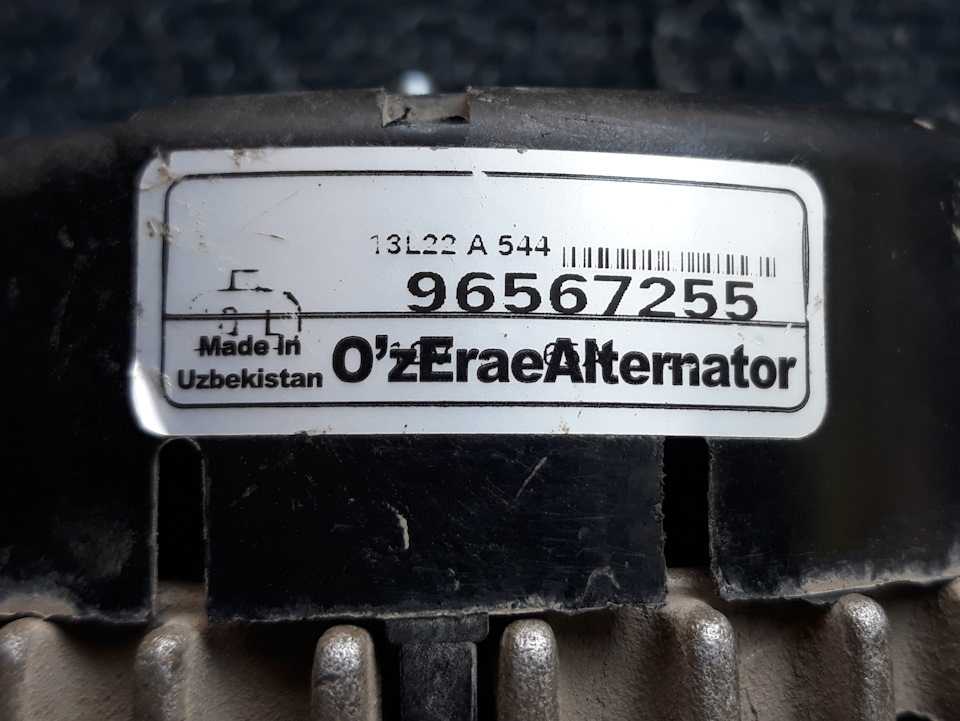 13L22 A 544
96567255
Made in
Uzbekistan
O'zEraeAlternator